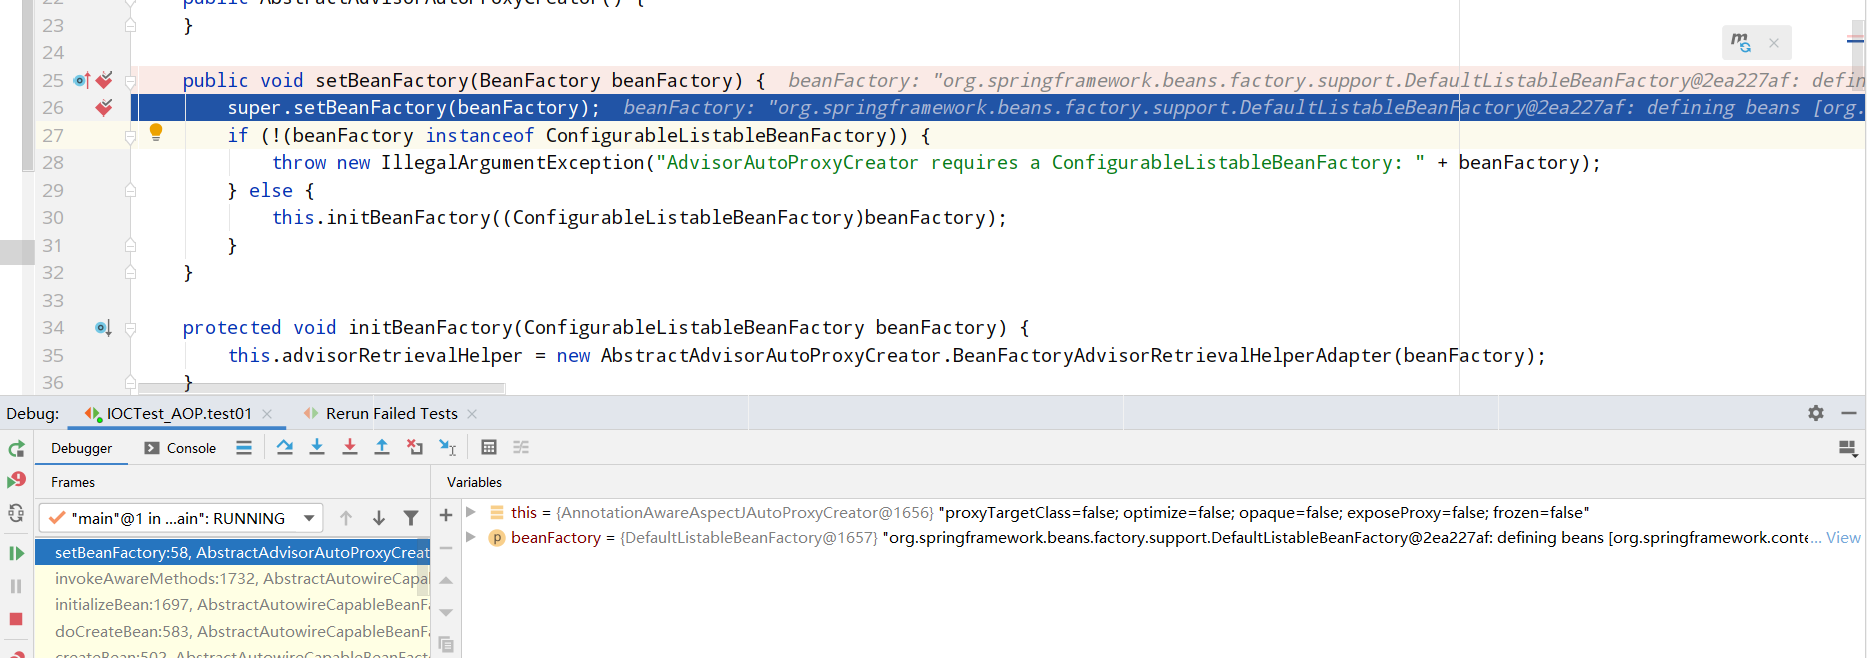 22 public AbstractAdvisorAutoProxyCreator() {
23 }
24
25 public void setBeanFactory(BeanFactory beanFactory) { beanFactory: "org.springframework.beans.factory.support.DefaultListableBeanFactory@2ea227af: defin
26 super.setBeanFactory(beanFactory); beanFactory: "org.springframework.beans.factory.support.DefaultListableBeanFactory@2ea227af: defining beans [org.
27 if (!(beanFactory instanceof ConfigurableListableBeanFactory)) {
28 throw new IllegalArgumentException("AdvisorAutoProxyCreator requires a ConfigurableListableBeanFactory: " + beanFactory);
29 } else {
30 this.initBeanFactory((ConfigurableListableBeanFactory)beanFactory);
31 }
32 }
33
34 protected void initBeanFactory(ConfigurableListableBeanFactory beanFactory) {
35 this.advisorRetrievalHelper = new AbstractAdvisorAutoProxyCreator.BeanFactoryAdvisorRetrievalHelperAdapter(beanFactory);
36 }
Debug: IOCTest_AOP.test01 Rerun Failed Tests
Debugger Console
Frames Variables
"main"@1 in ...ain": RUNNING
this = {AnnotationAwareAspectJAutoProxyCreator@1656} "proxyTargetClass=false; optimize=false; opaque=false; exposeProxy=false; frozen=false"
beanFactory = {DefaultListableBeanFactory@1657} "org.springframework.beans.factory.support.DefaultListableBeanFactory@2ea227af: defining beans [org.springframework.conte... View
setBeanFactory:58, AbstractAdvisorAutoProxyCreat
invokeAwareMethods:1732, AbstractAutowireCapal
initializeBean:1697, AbstractAutowireCapableBeanFa
doCreateBean:583, AbstractAutowireCapableBeanFa
createBean:502, AbstractAutowireCapableBeanFact